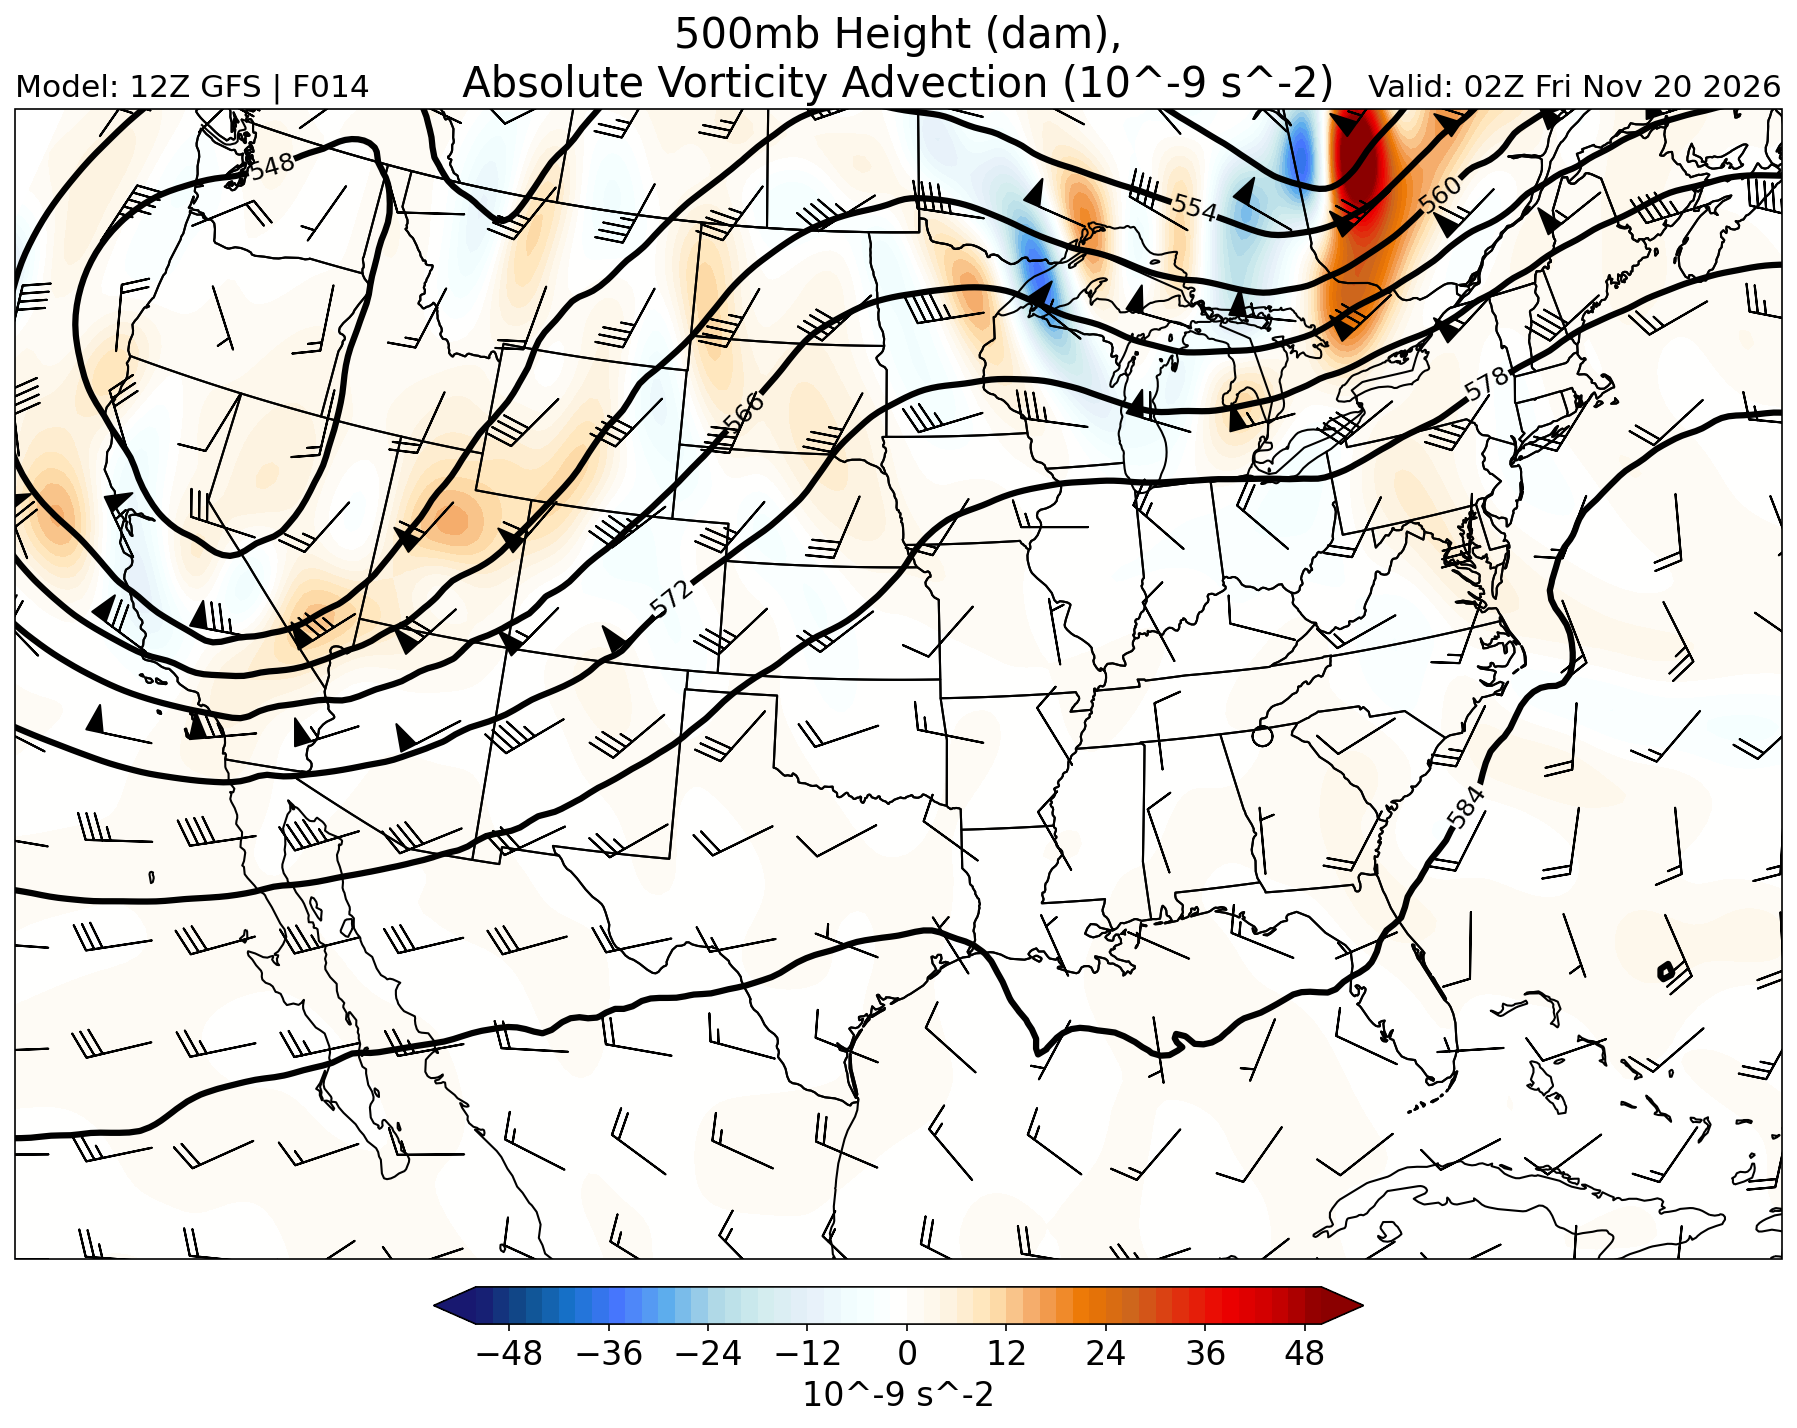 500mb Height (dam),
Model: 12Z GFS | F014
Absolute Vorticity Advection (10^-9 s^-2)
Valid: 02Z Fri Nov 20 2026
548
554
560
566
572
578
584
−48 −36 −24 −12 0 12 24 36 48
10^-9 s^-2